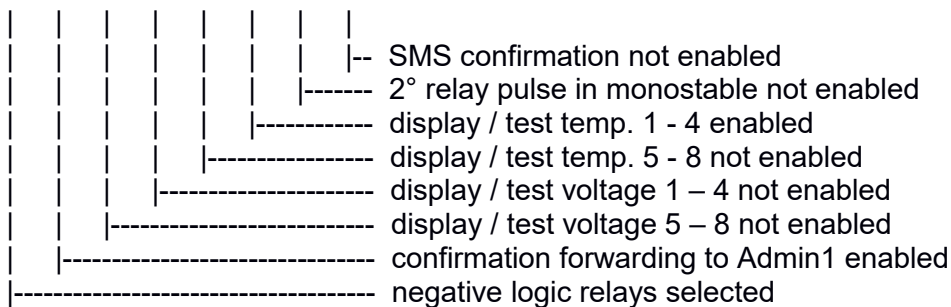 SMS confirmation not enabled
2° relay pulse in monostable not enabled
display / test temp. 1 - 4 enabled
display / test temp. 5 - 8 not enabled
display / test voltage 1 – 4 not enabled
display / test voltage 5 – 8 not enabled
confirmation forwarding to Admin1 enabled
negative logic relays selected